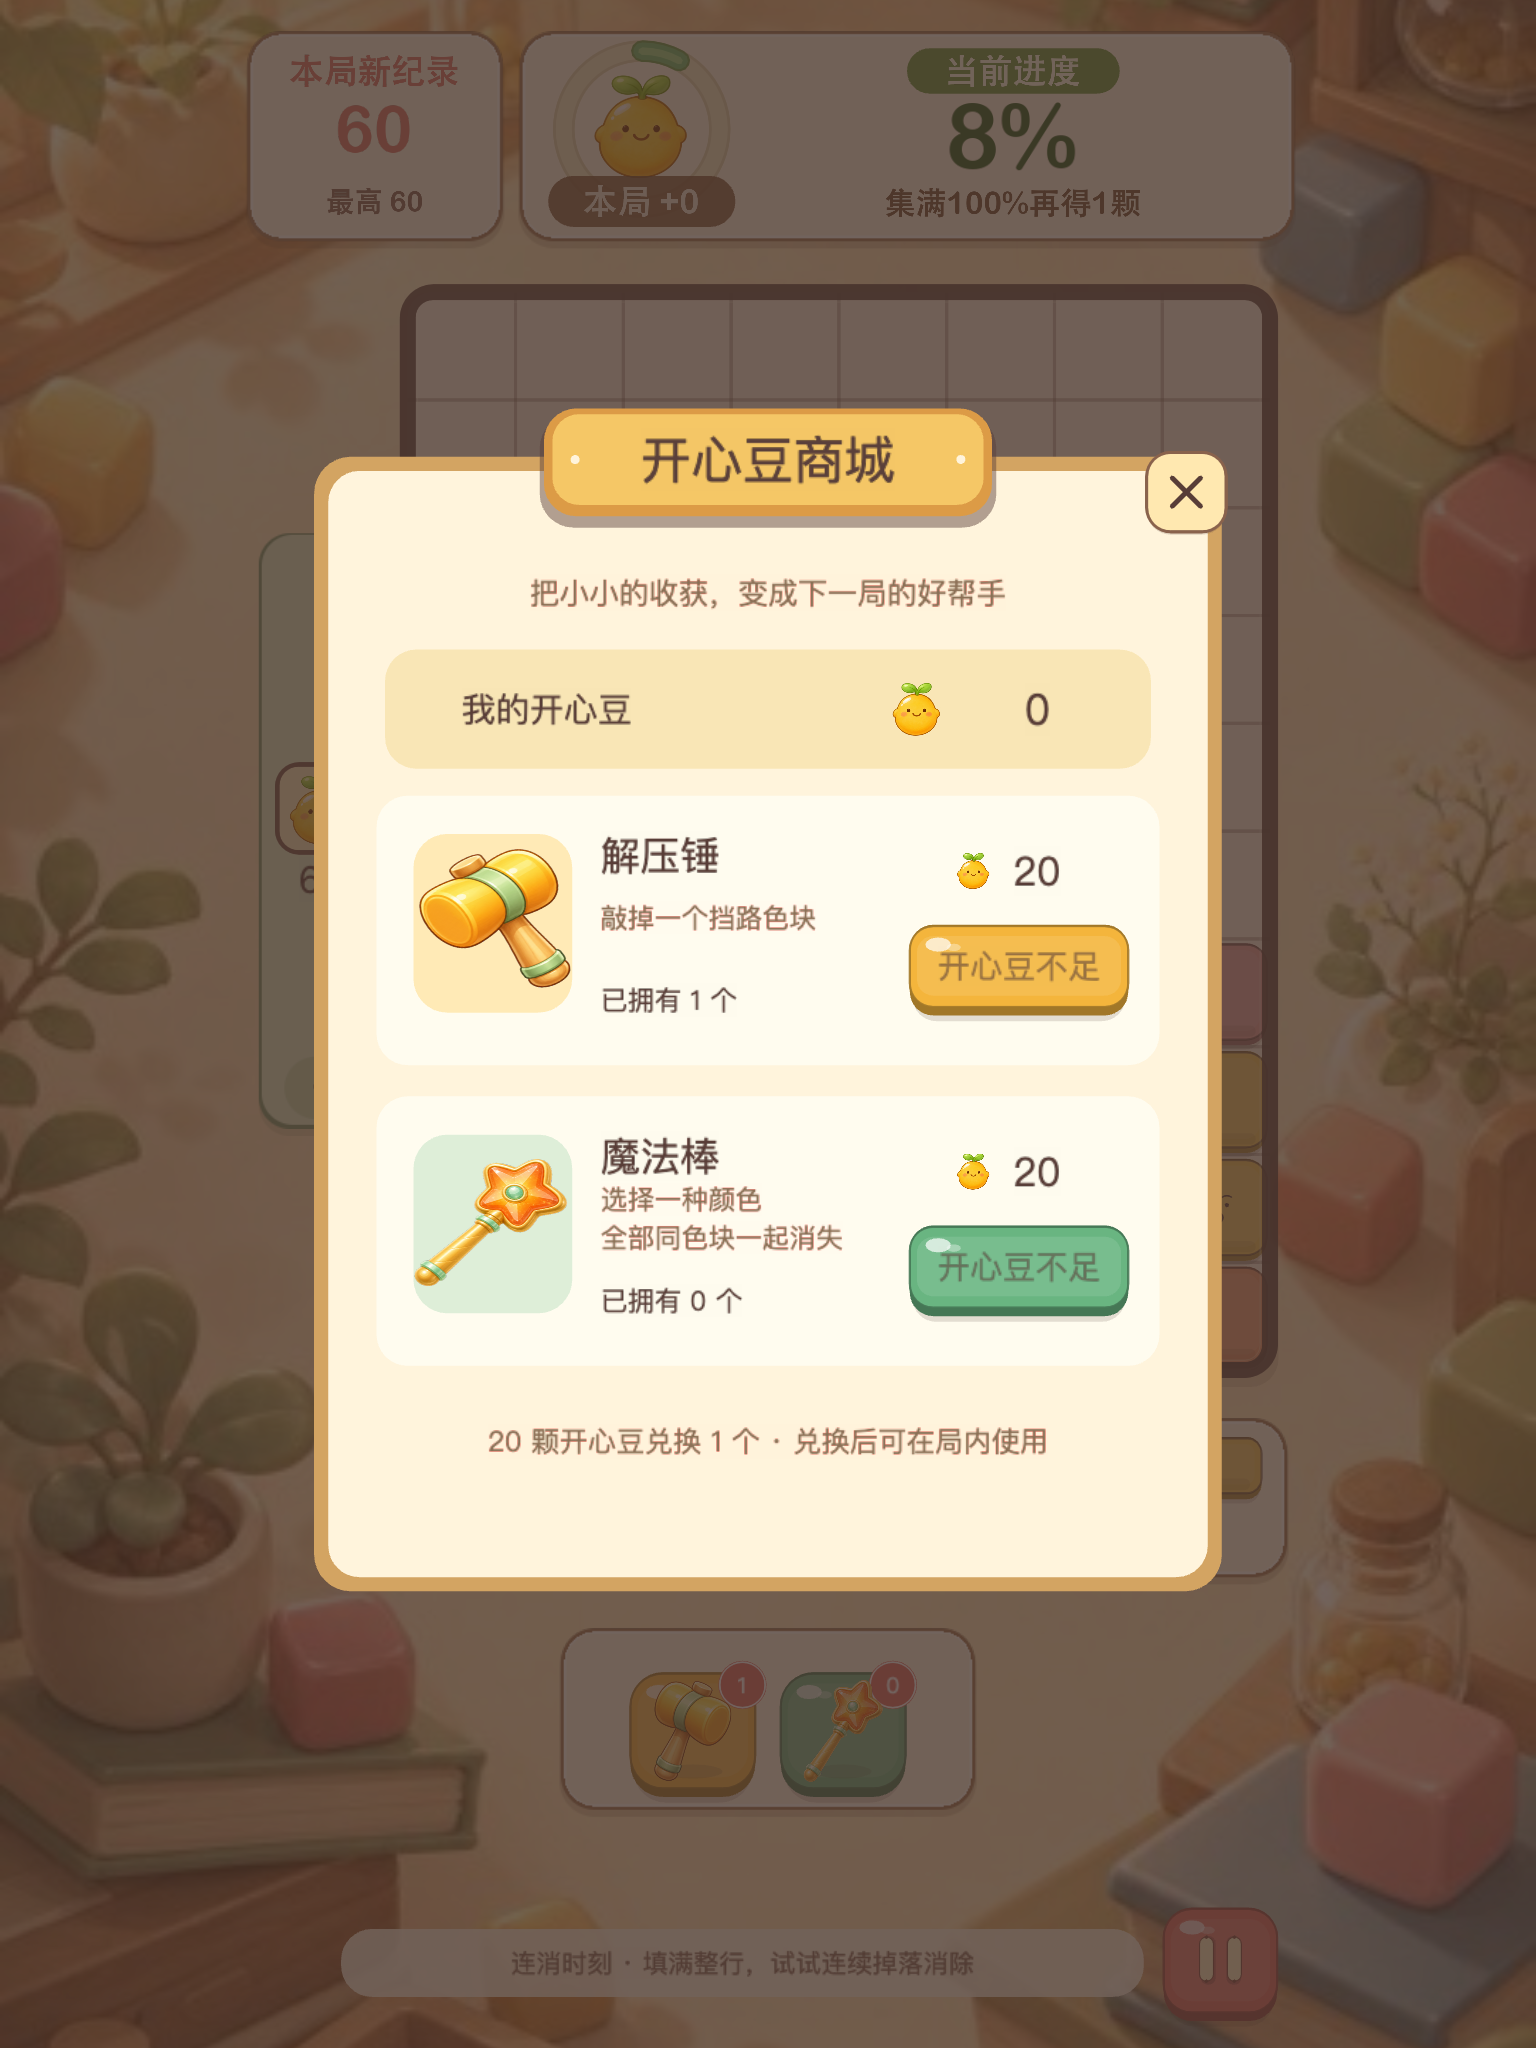 本局新纪录
60
最高 60
本局 +0
当前进度
8%
集满100%再得1颗
开心豆商城
把小小的收获，变成下一局的好帮手
我的开心豆
0
6
解压锤
敲掉一个挡路色块
已拥有 1 个
20
开心豆不足
魔法棒
选择一种颜色
全部同色块一起消失
已拥有 0 个
20
开心豆不足
20 颗开心豆兑换 1 个 · 兑换后可在局内使用
1
0
连消时刻 · 填满整行，试试连续掉落消除